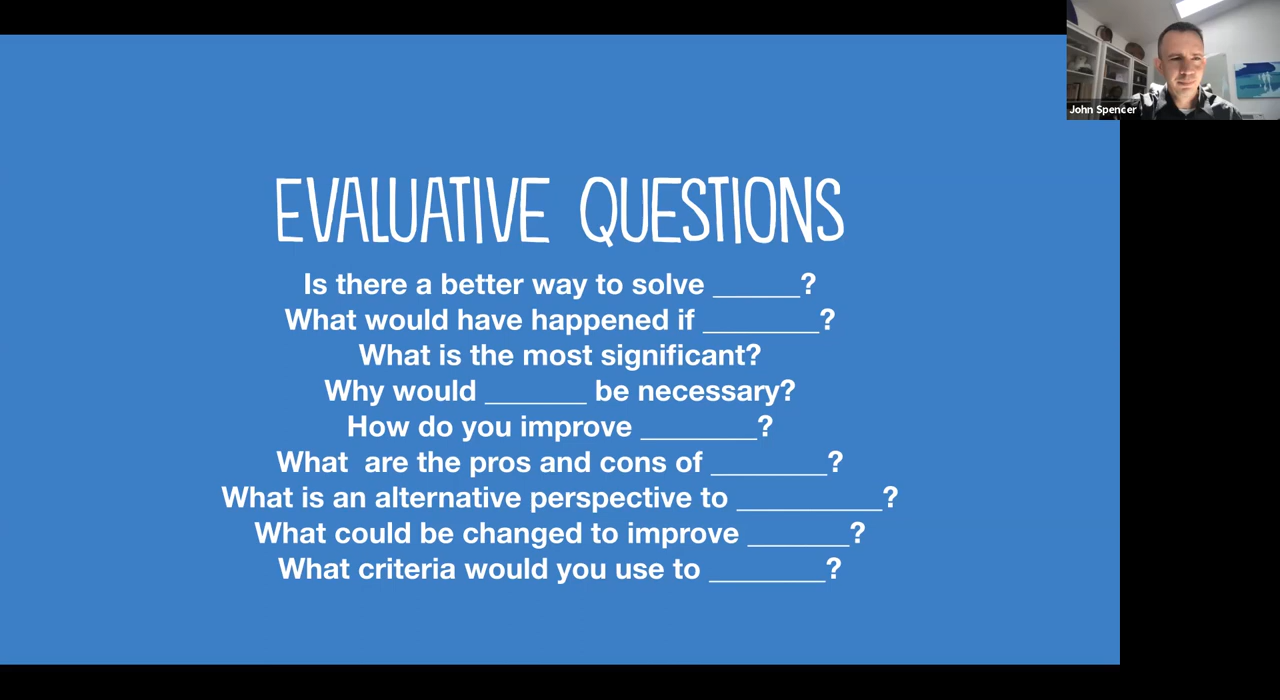 EVALUATIVE QUESTIONS
Is there a better way to solve ______?
What would have happened if ________?
What is the most significant?
Why would _______ be necessary?
How do you improve ________?
What  are the pros and cons of ________?
What is an alternative perspective to __________?
What could be changed to improve _______?
What criteria would you use to ________?
John Spencer